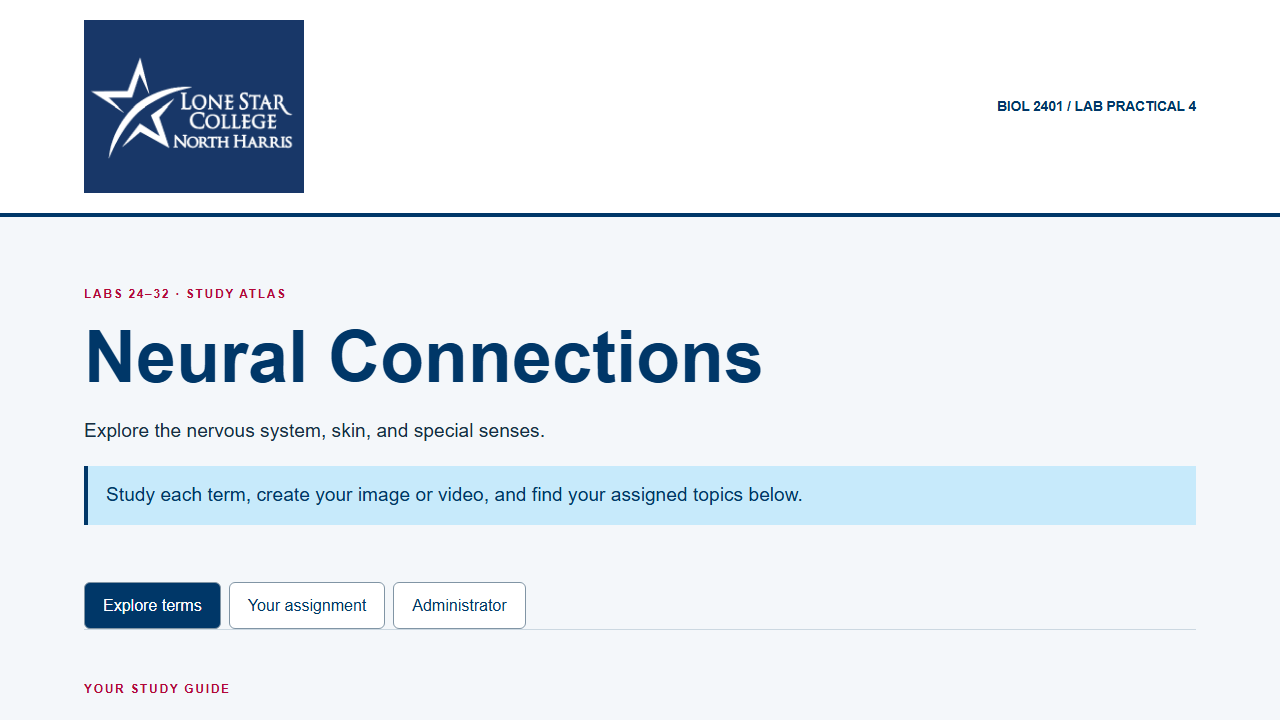 LONE STAR
COLLEGE
NORTH HARRIS
BIOL 2401 / LAB PRACTICAL 4
LABS 24–32 · STUDY ATLAS
Neural Connections
Explore the nervous system, skin, and special senses.
Study each term, create your image or video, and find your assigned topics below.
Explore terms
Your assignment
Administrator
YOUR STUDY GUIDE